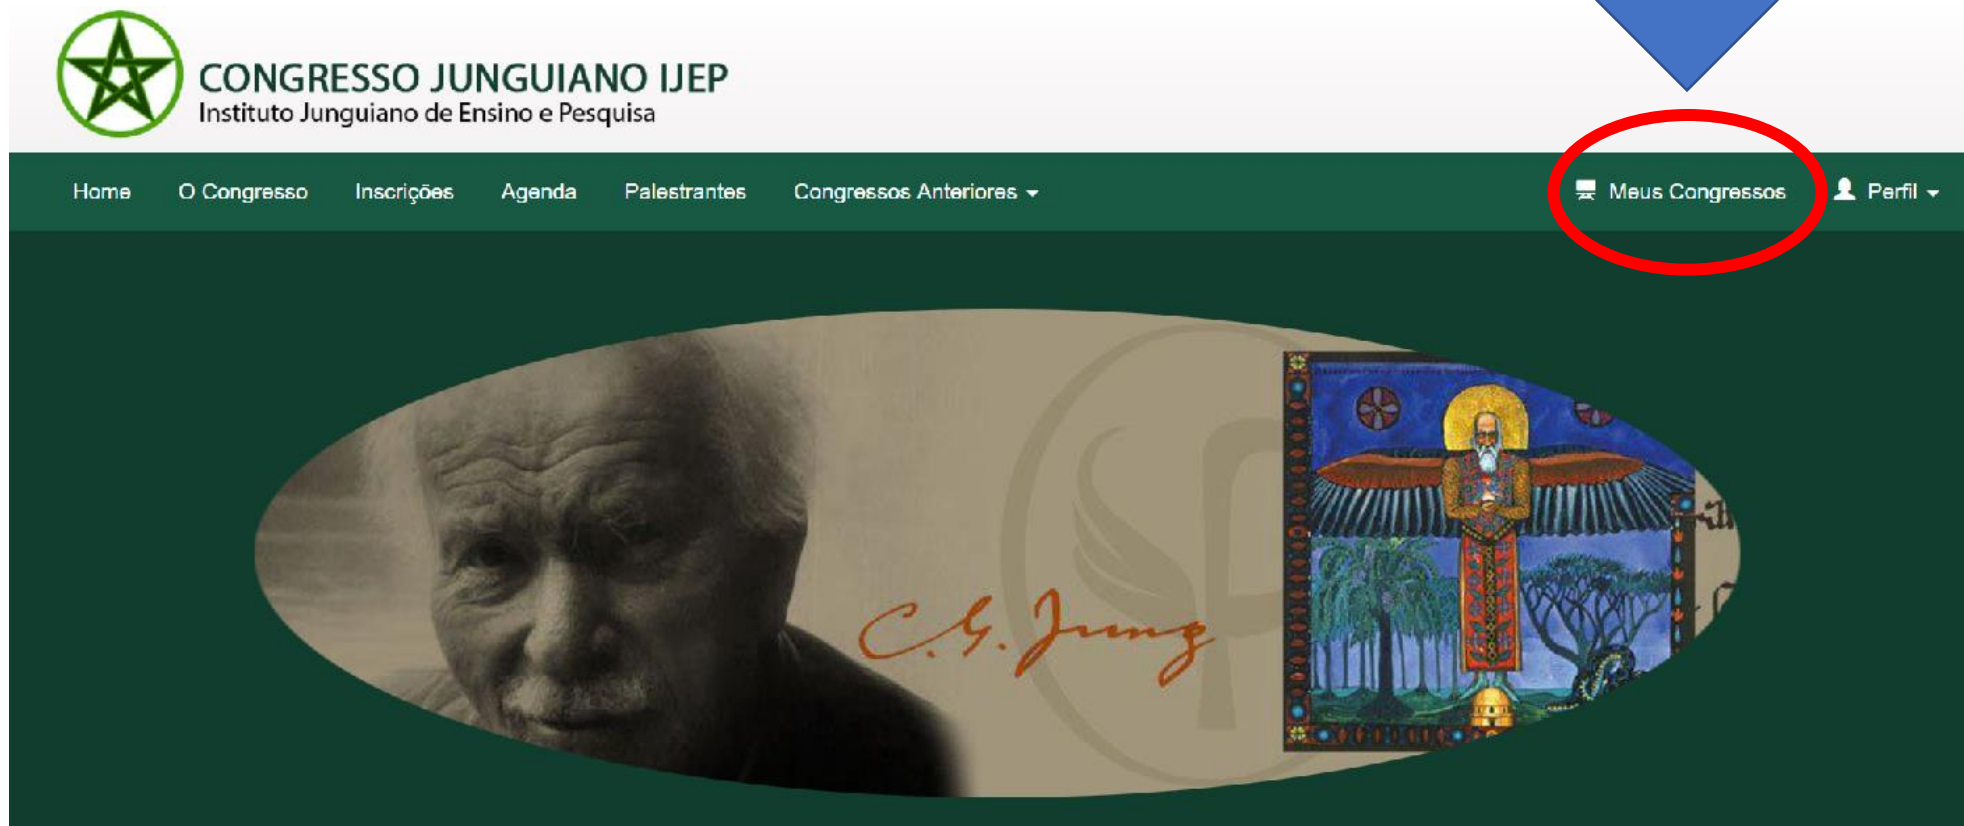 CONGRESSO JUNGUIANO IJEP
Instituto Junguiano de Ensino e Pesquisa
Home O Congresso Inscrições Agenda Palestrantes Congressos Anteriores Meus Congressos Perfil
C. G. Jung